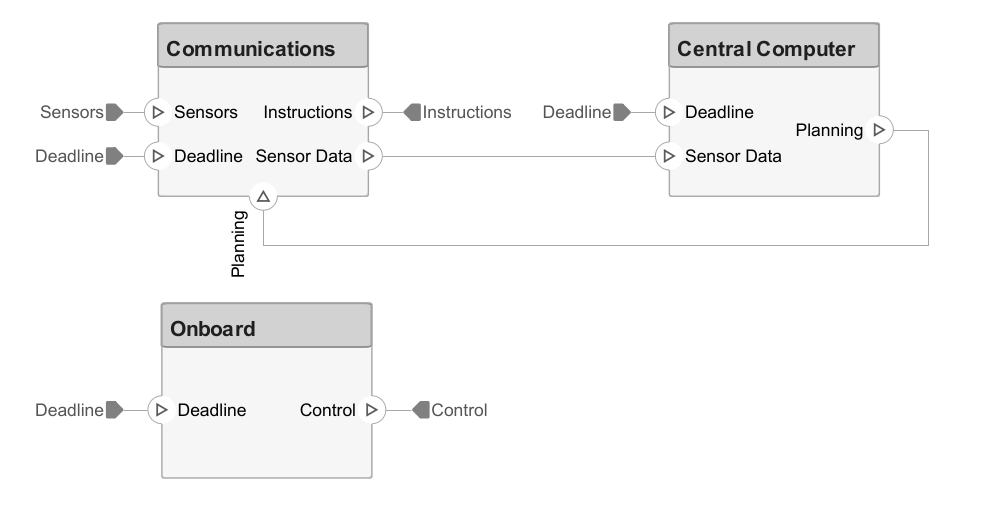 Communications
Central Computer
Sensors
Sensors
Instructions
Instructions
Deadline
Deadline
Planning
Deadline
Deadline
Sensor Data
Sensor Data
Planning
Onboard
Deadline
Deadline
Control
Control